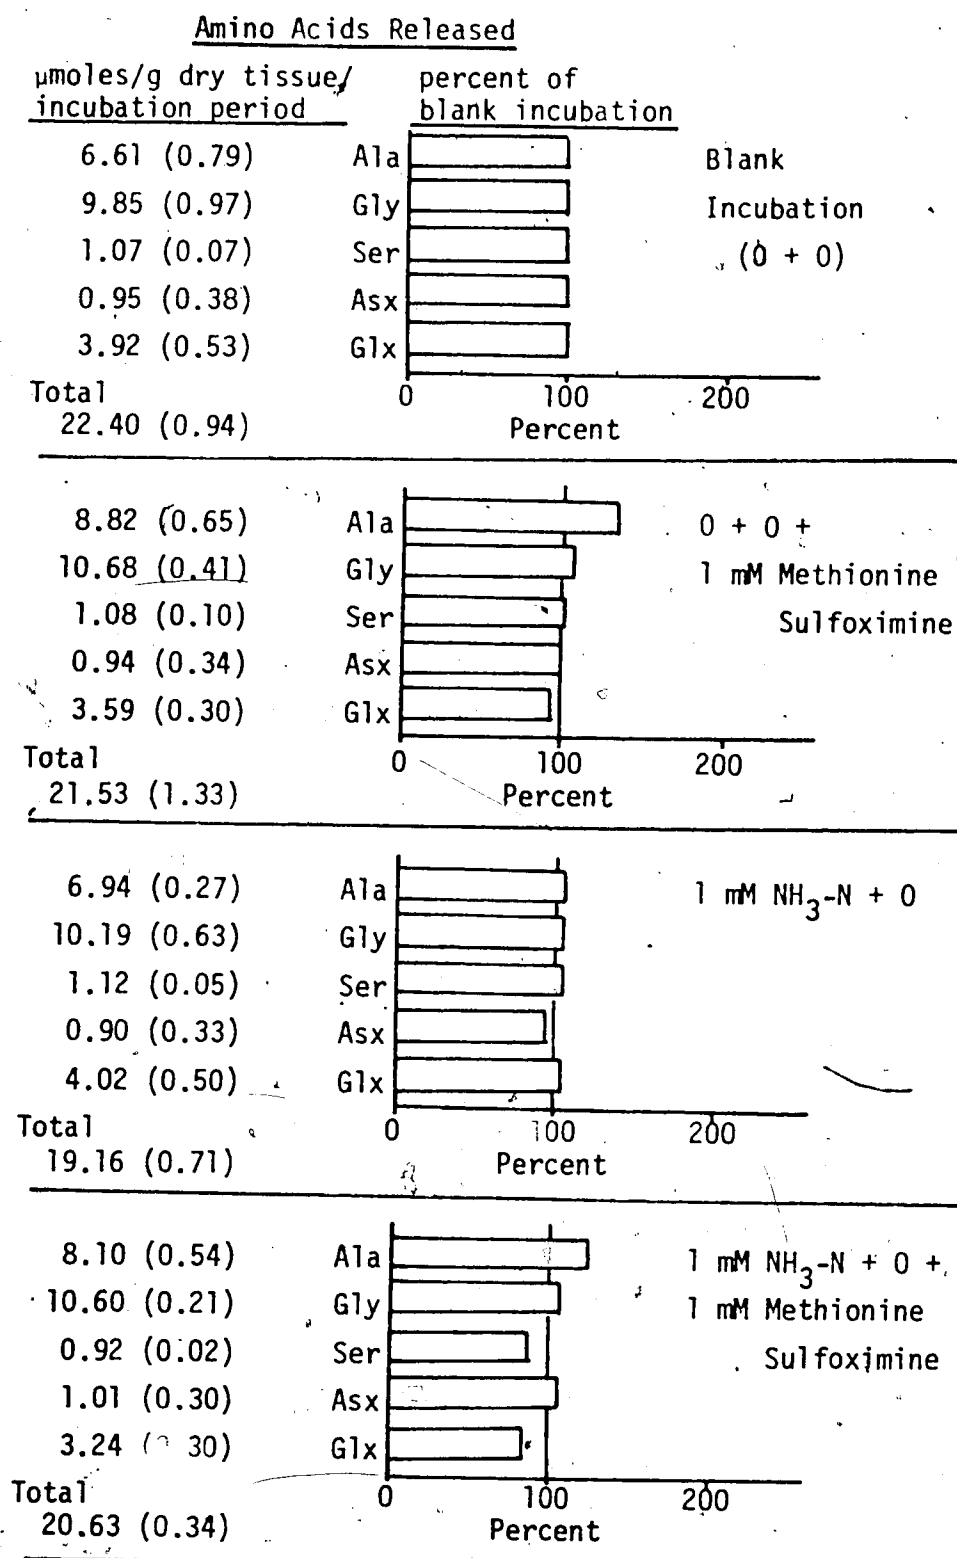 Amino Acids Released
µmoles/g dry tissue/ percent of
incubation period blank incubation
6.61 (0.79) Ala Blank
9.85 (0.97) Gly Incubation
1.07 (0.07) Ser (0 + 0)
0.95 (0.38) Asx
3.92 (0.53) Glx
Total 0 100 200
22.40 (0.94) Percent
8.82 (0.65) Ala 0 + 0 +
10.68 (0.41) Gly 1 mM Methionine
1.08 (0.10) Ser Sulfoximine
0.94 (0.34) Asx
3.59 (0.30) Glx
Total 0 100 200
21.53 (1.33) Percent
6.94 (0.27) Ala 1 mM NH3-N + 0
10.19 (0.63) Gly
1.12 (0.05) Ser
0.90 (0.33) Asx
4.02 (0.50) Glx
Total 0 100 200
19.16 (0.71) Percent
8.10 (0.54) Ala 1 mM NH3-N + 0 +
10.60 (0.21) Gly 1 mM Methionine
0.92 (0.02) Ser Sulfoximine
1.01 (0.30) Asx
3.24 ( 30) Glx
Total 0 100 200
20.63 (0.34) Percent